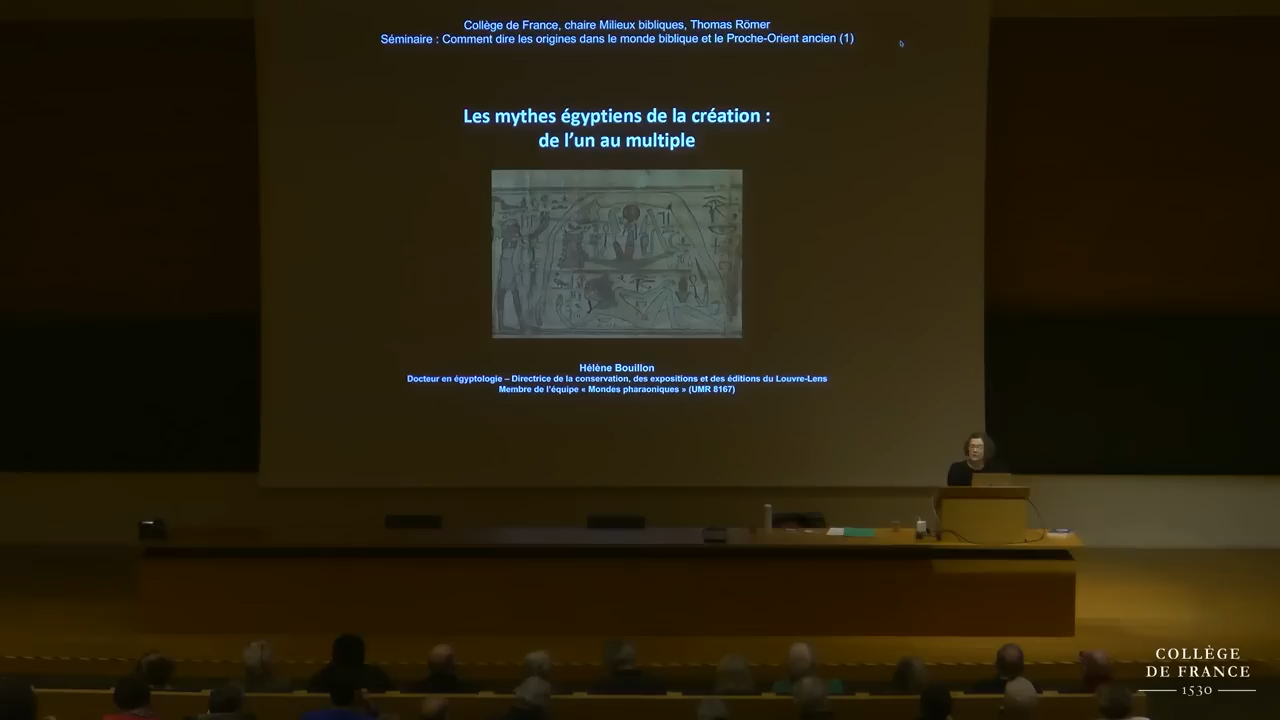 Collège de France, chaire Milieux bibliques, Thomas Römer
Séminaire : Comment dire les origines dans le monde biblique et le Proche-Orient ancien (1)
Les mythes égyptiens de la création :
de l'un au multiple
Hélène Bouillon
Docteur en égyptologie – Directrice de la conservation, des expositions et des éditions du Louvre-Lens
Membre de l'équipe « Mondes pharaoniques » (UMR 8167)
COLLÈGE
DE FRANCE
1530